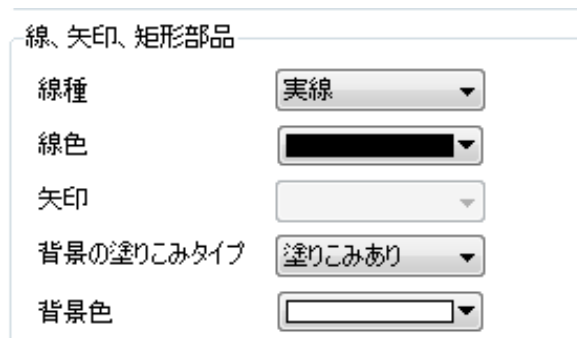 線、矢印、矩形部品
線種 実線
線色
矢印
背景の塗りこみタイプ 塗りこみあり
背景色